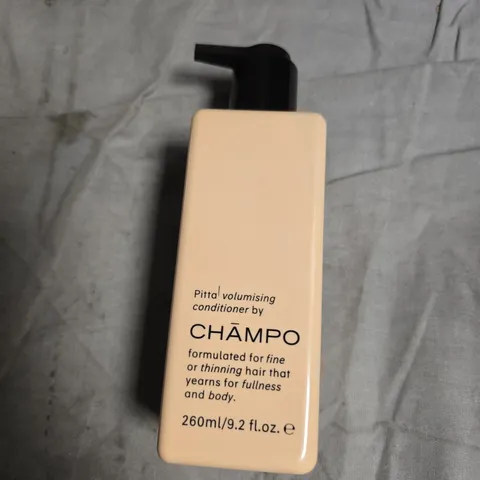 Pitta| volumising
conditioner by
CHĀMPO
formulated for fine
or thinning hair that
yearns for fullness
and body.
260ml/9.2 fl.oz. ℮